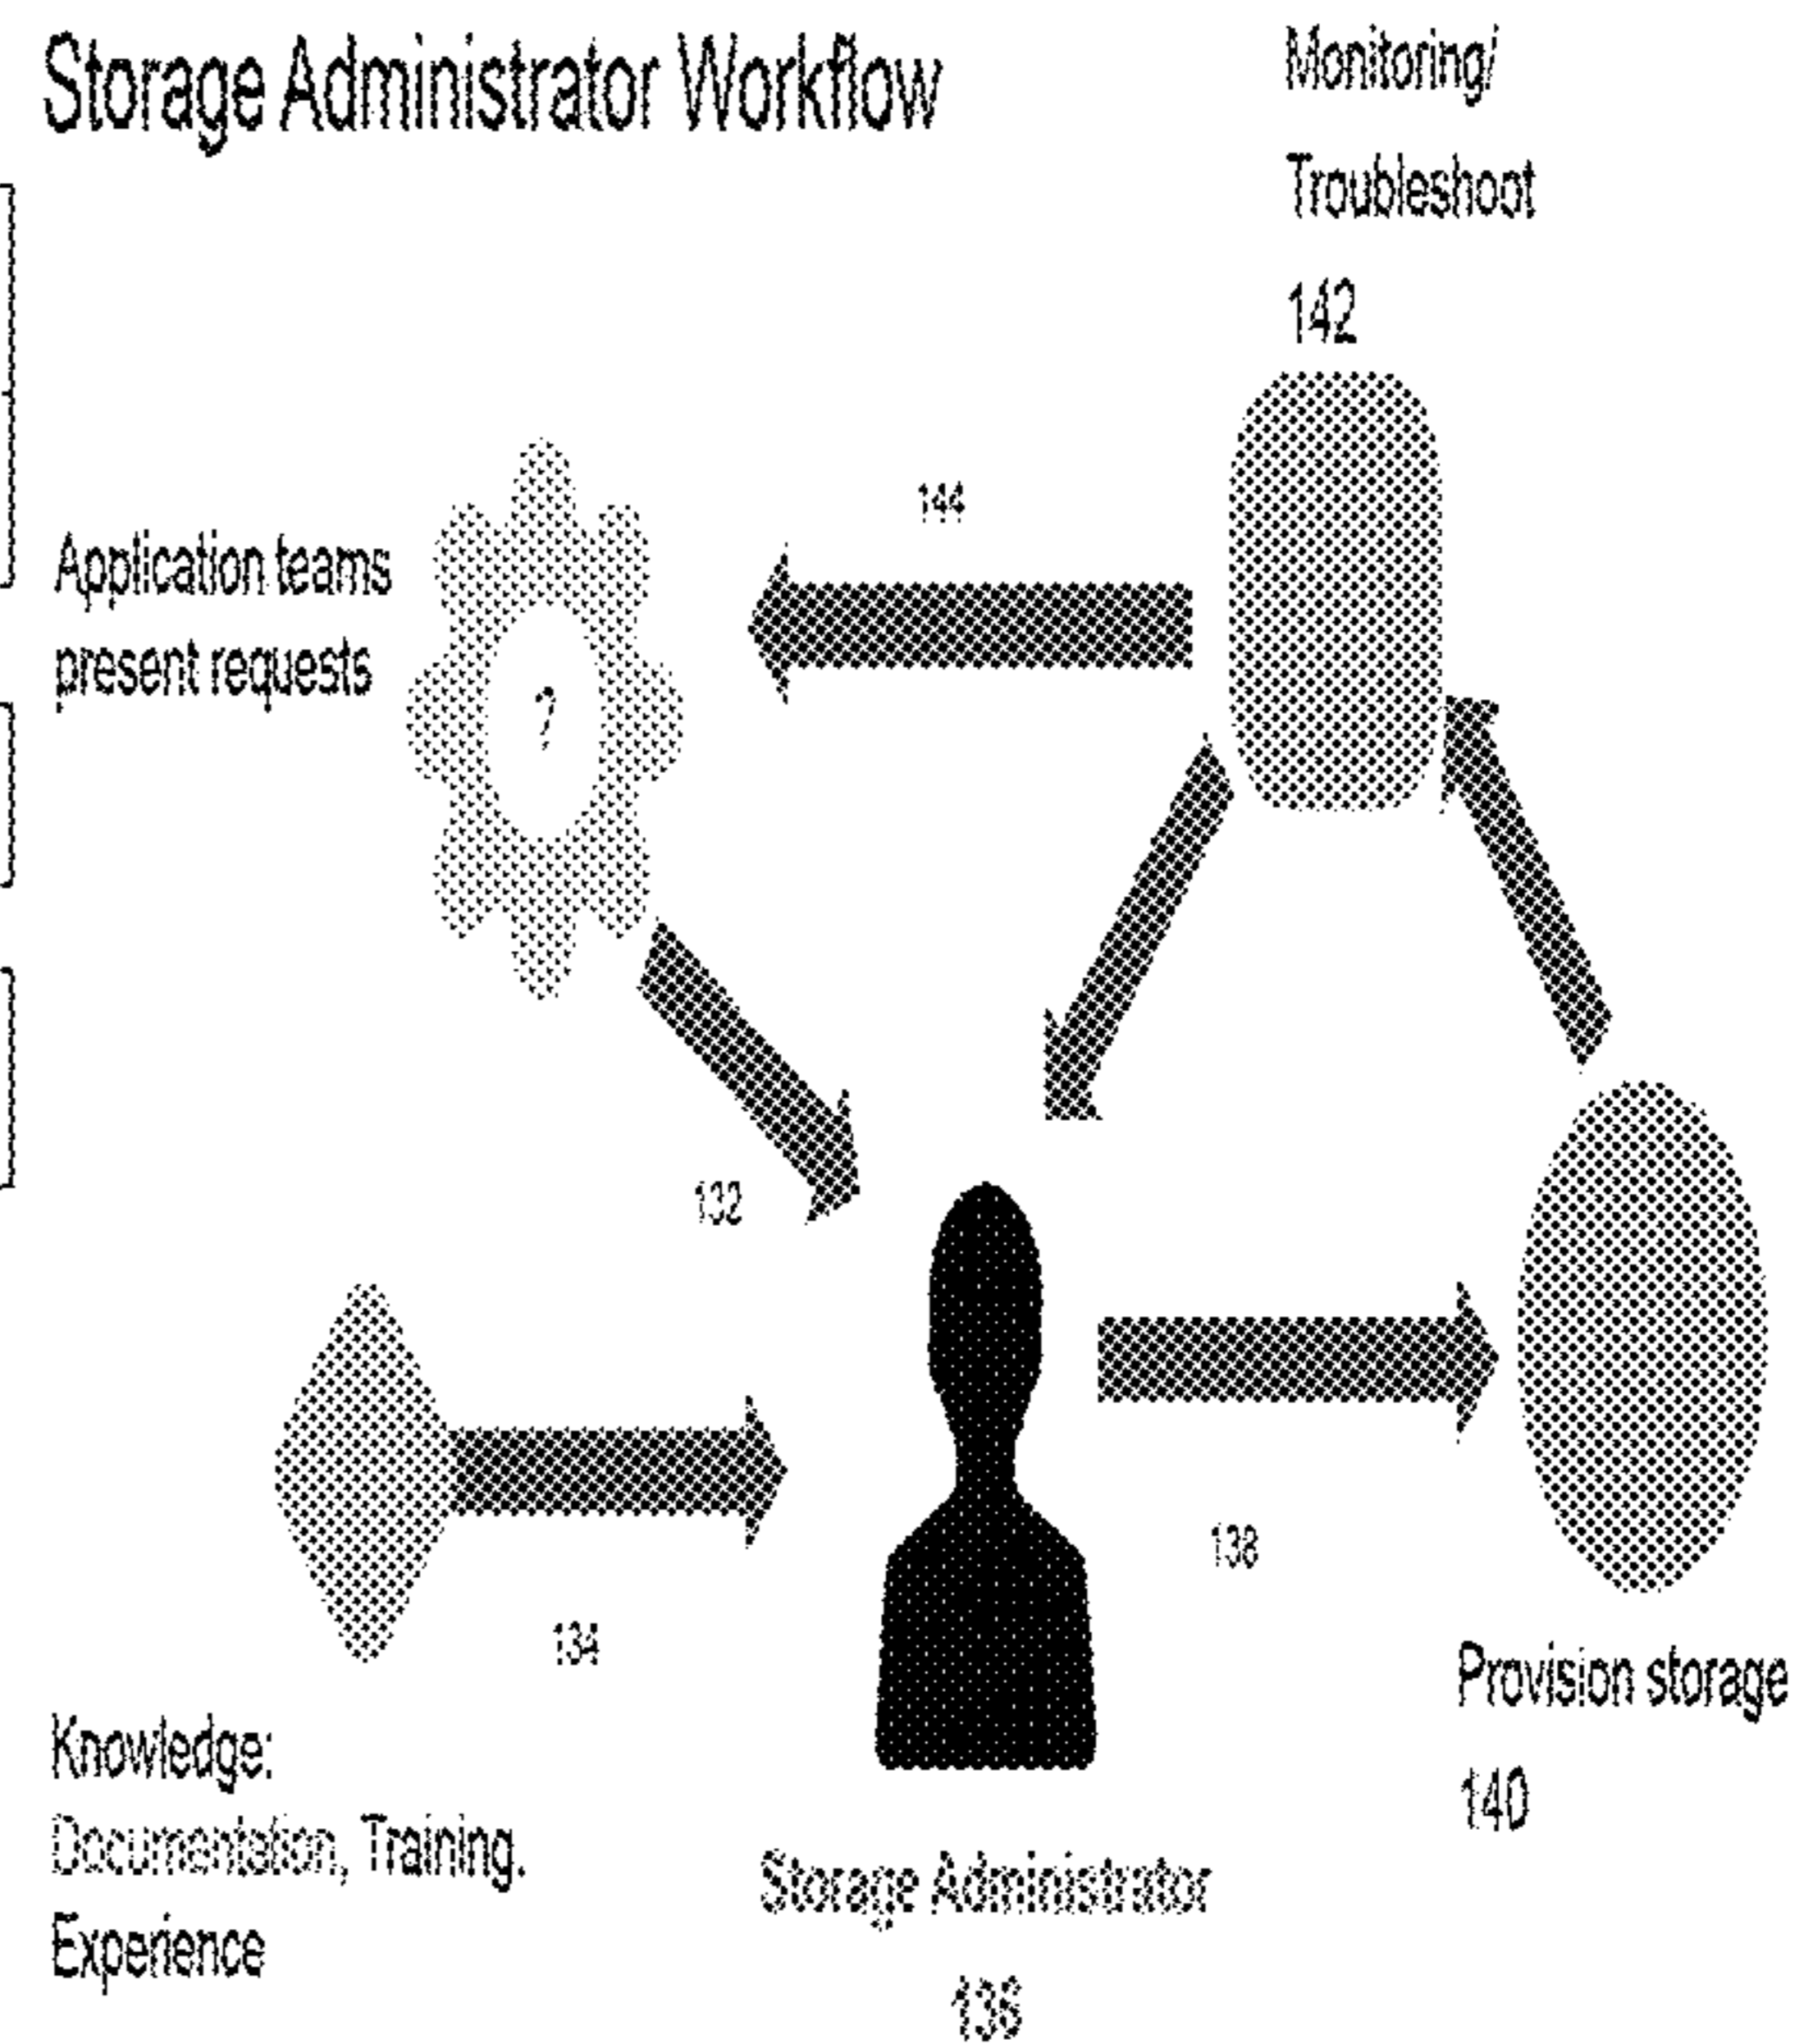 Storage Administrator Workflow
Monitoring/
Troubleshoot
142
144
Application teams
present requests
?
132
134
138
Provision storage
140
Knowledge:
Documentation, Training.
Experience
Storage Administrator
136